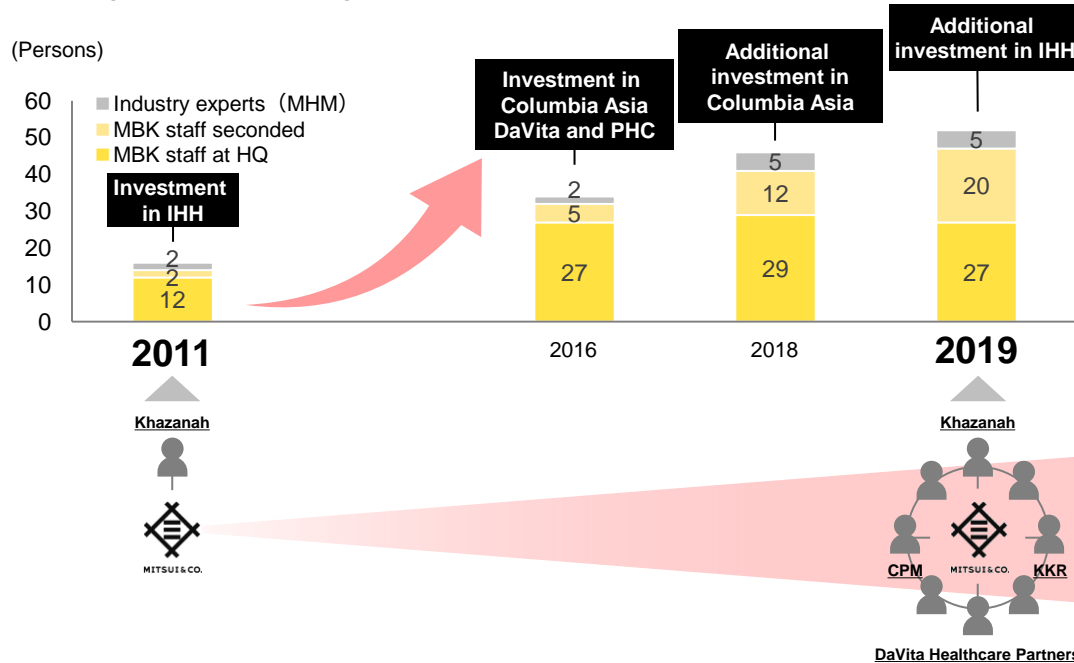 (Persons)
60
50
40
30
20
10
0
Industry experts（MHM）
MBK staff seconded
MBK staff at HQ
Investment
in IHH
Investment in
Columbia Asia
DaVita and PHC
Additional
investment in
Columbia Asia
Additional
investment in IHH
2
2
12
2
5
27
5
12
29
5
20
27
2011
2016
2018
2019
Khazanah
MITSUI & CO.
Khazanah
CPM
MITSUI & CO.
KKR
DaVita Healthcare Partners